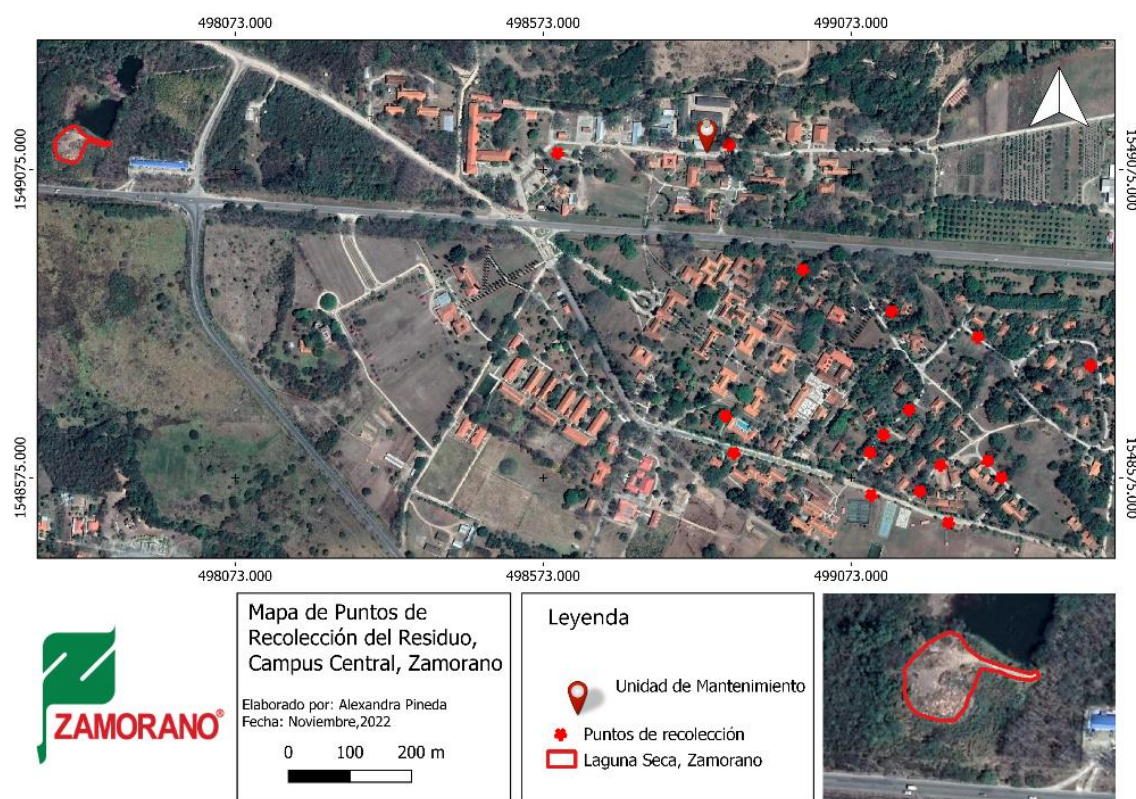 498073.000
498573.000
499073.000
1549075.000
1549075.000
1548575.000
1548575.000
498073.000
498573.000
499073.000
ZAMORANO®
Mapa de Puntos de
Recolección del Residuo,
Campus Central, Zamorano
Elaborado por: Alexandra Pineda
Fecha: Noviembre,2022
0 100 200 m
Leyenda
Unidad de Mantenimiento
Puntos de recolección
Laguna Seca, Zamorano